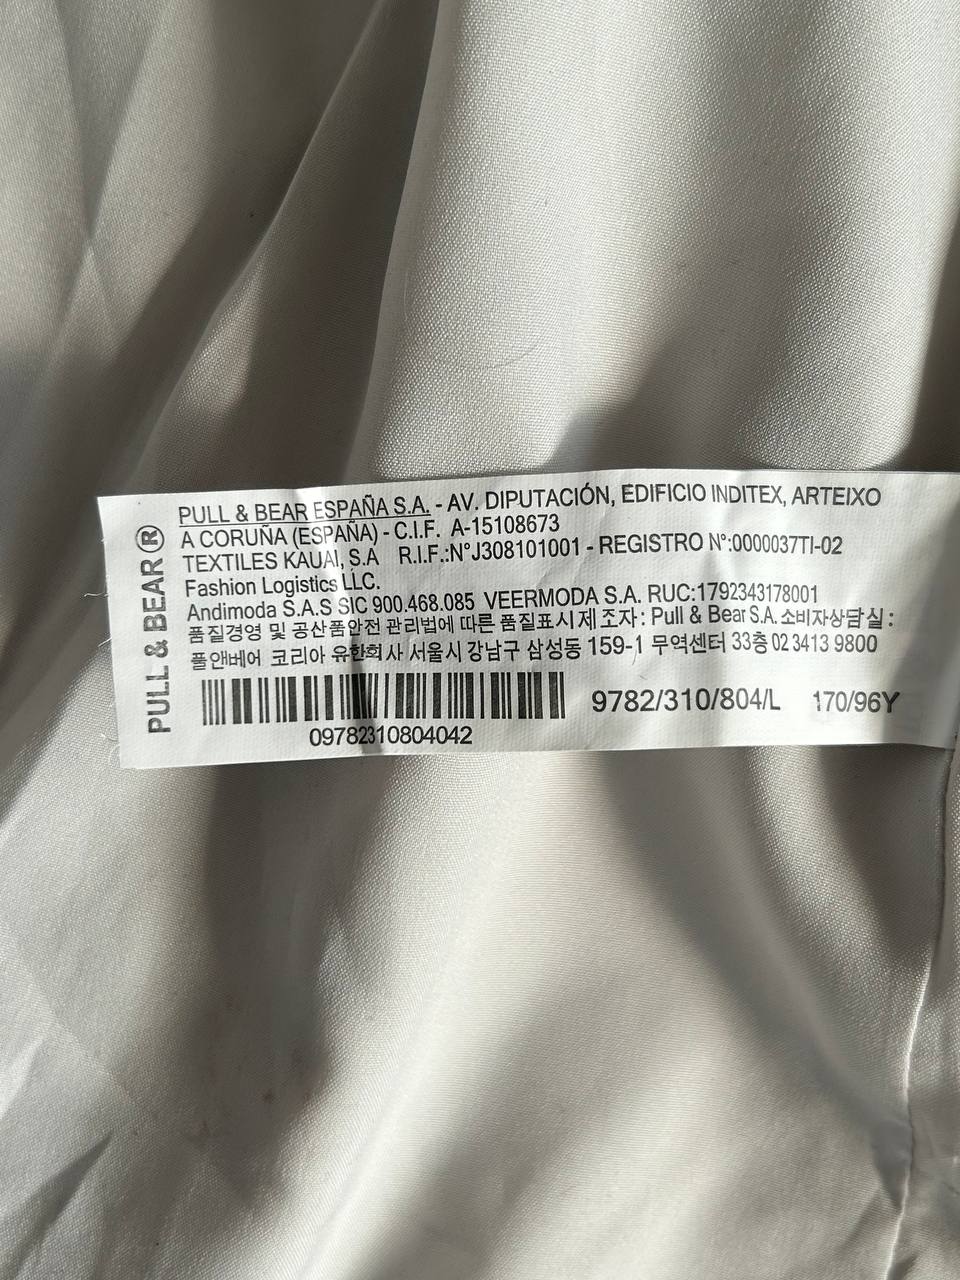 PULL & BEAR®
PULL & BEAR ESPAÑA S.A. - AV. DIPUTACIÓN, EDIFICIO INDITEX, ARTEIXO
A CORUÑA (ESPAÑA) - C.I.F. A-15108673
TEXTILES KAUAI, S.A R.I.F.:N°J308101001 - REGISTRO N°:0000037TI-02
Fashion Logistics LLC.
Andimoda S.A.S SIC 900.468.085 VEERMODA S.A. RUC:1792343178001
품질경영 및 공산품안전 관리법에 따른 품질표시제조자: Pull & Bear S.A. 소비자상담실:
풀앤베어 코리아 유한회사 서울시 강남구 삼성동 159-1 무역센터 33층 02 3413 9800
9782/310/804/L 170/96Y
09782310804042